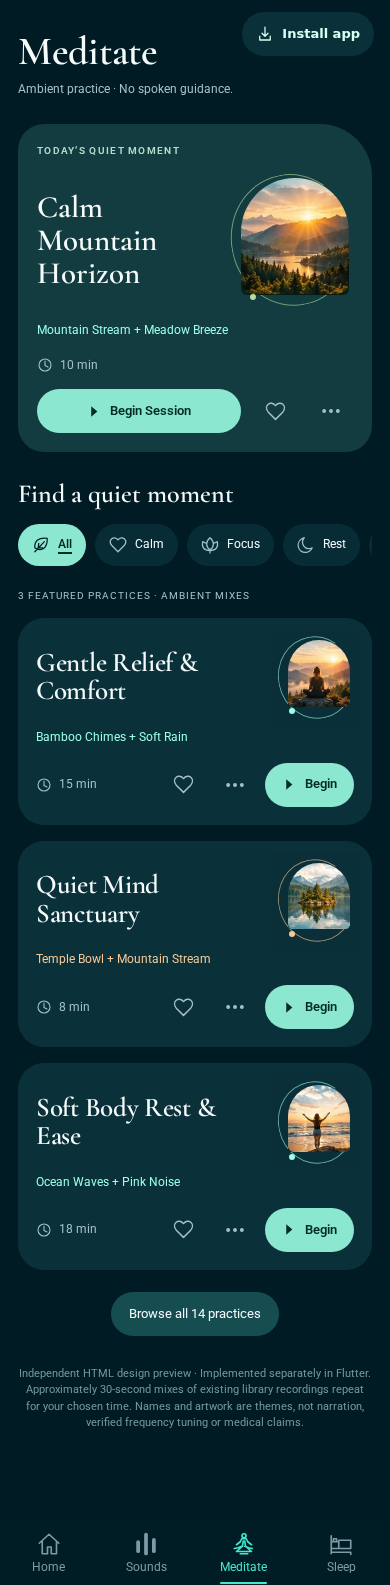 Meditate
Install app
Ambient practice · No spoken guidance.
TODAY'S QUIET MOMENT
Calm
Mountain
Horizon
Mountain Stream + Meadow Breeze
10 min
Begin Session
Find a quiet moment
All
Calm
Focus
Rest
3 FEATURED PRACTICES · AMBIENT MIXES
Gentle Relief &
Comfort
Bamboo Chimes + Soft Rain
15 min
Begin
Quiet Mind
Sanctuary
Temple Bowl + Mountain Stream
8 min
Begin
Soft Body Rest &
Ease
Ocean Waves + Pink Noise
18 min
Begin
Browse all 14 practices
Independent HTML design preview · Implemented separately in Flutter.
Approximately 30-second mixes of existing library recordings repeat
for your chosen time. Names and artwork are themes, not narration,
verified frequency tuning or medical claims.
Home
Sounds
Meditate
Sleep